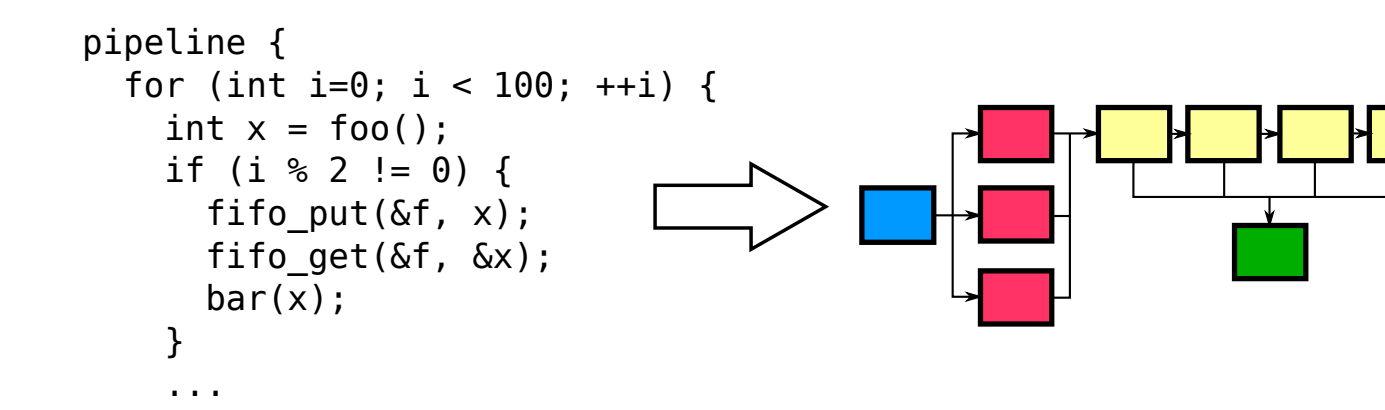 pipeline {
for (int i=0; i < 100; ++i) {
int x = foo();
if (i % 2 != 0) {
fifo_put(&f, x);
fifo_get(&f, &x);
bar(x);
}
...